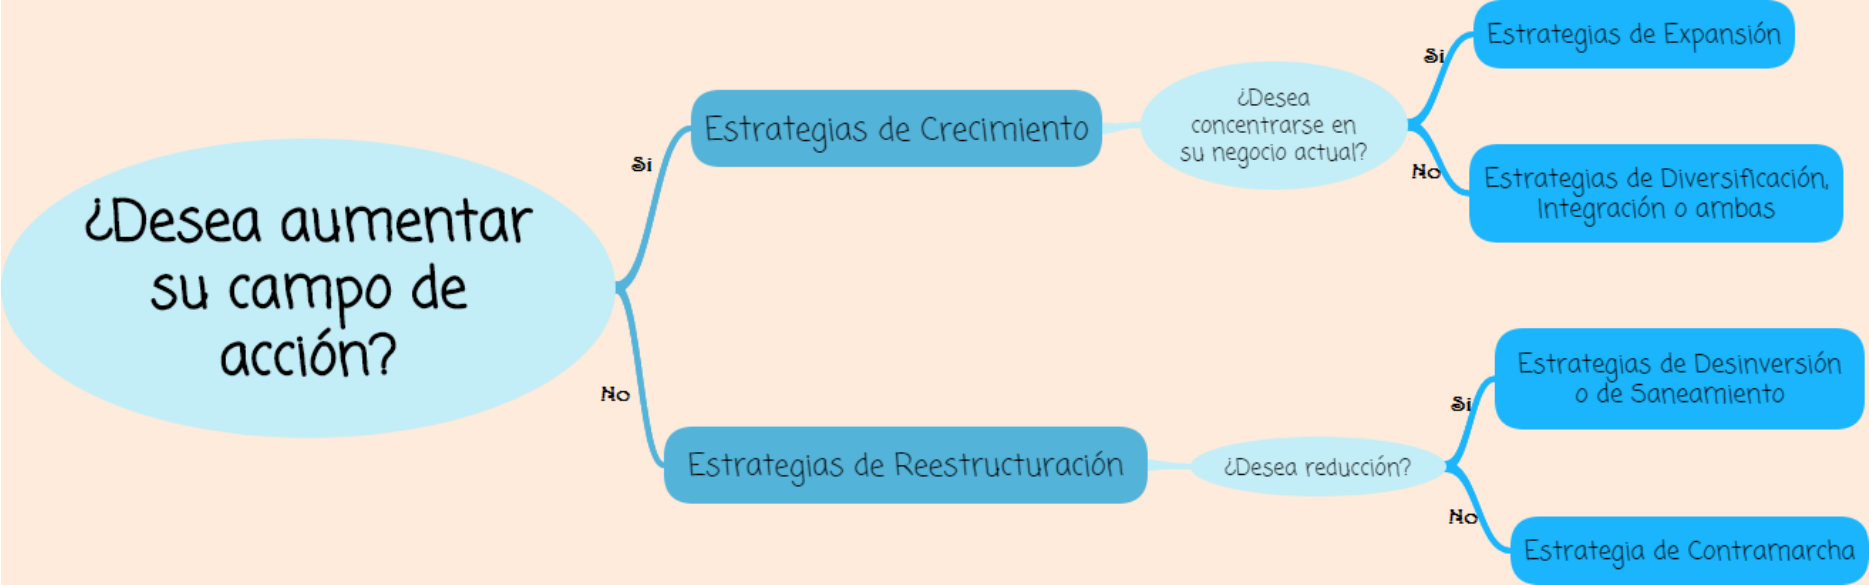 ¿Desea aumentar
su campo de
acción?
Si
Estrategias de Crecimiento
¿Desea
concentrarse en
su negocio actual?
Si
Estrategias de Expansión
No
Estrategias de Diversificación,
Integración o ambas
No
Estrategias de Reestructuración
¿Desea reducción?
Si
Estrategias de Desinversión
o de Saneamiento
No
Estrategia de Contramarcha